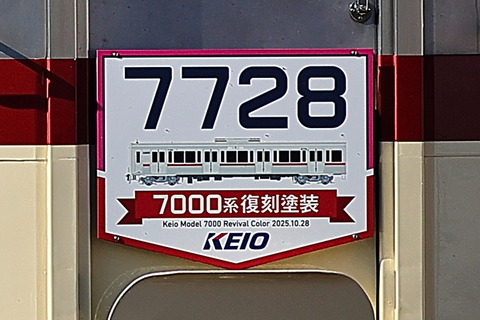 7728
7000系復刻塗装
Keio Model 7000 Revival Color 2025.10.28
KEIO